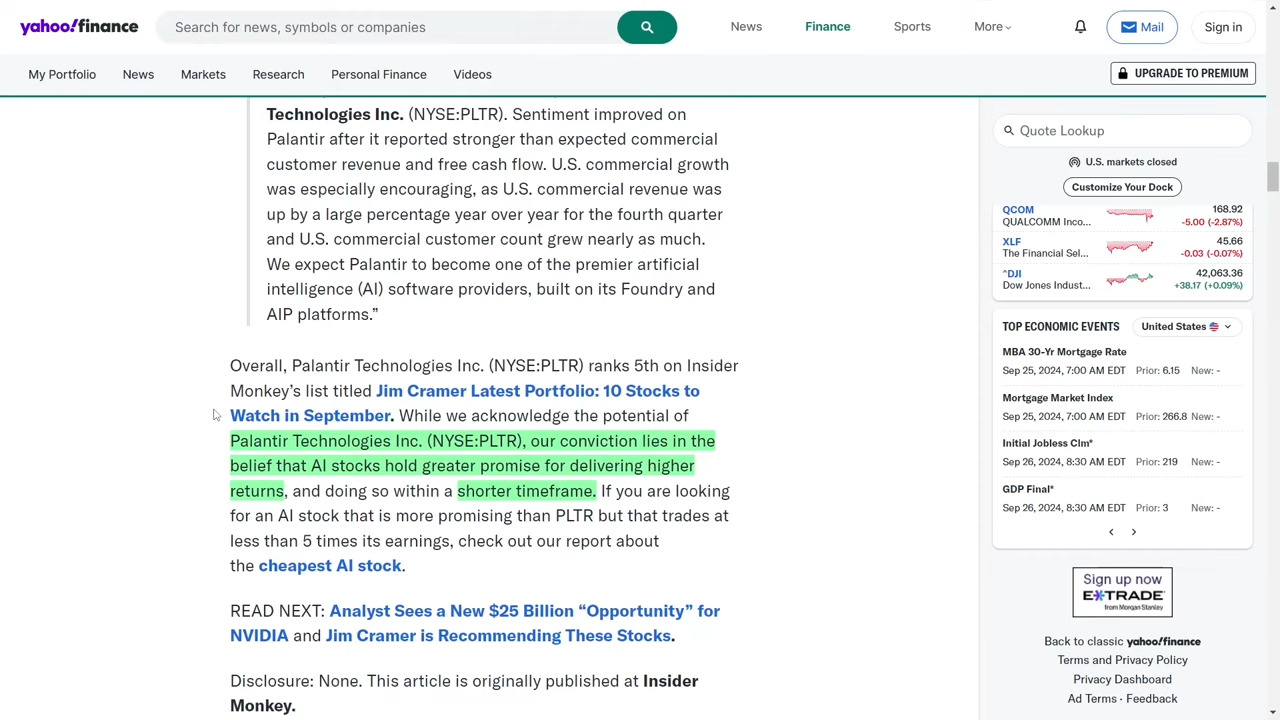 yahoo!finance
Search for news, symbols or companies
News
Finance
Sports
More
Mail
Sign in
My Portfolio
News
Markets
Research
Personal Finance
Videos
UPGRADE TO PREMIUM
Technologies Inc. (NYSE:PLTR). Sentiment improved on
Palantir after it reported stronger than expected commercial
customer revenue and free cash flow. U.S. commercial growth
was especially encouraging, as U.S. commercial revenue was
up by a large percentage year over year for the fourth quarter
and U.S. commercial customer count grew nearly as much.
We expect Palantir to become one of the premier artificial
intelligence (AI) software providers, built on its Foundry and
AIP platforms.”
Overall, Palantir Technologies Inc. (NYSE:PLTR) ranks 5th on Insider
Monkey’s list titled Jim Cramer Latest Portfolio: 10 Stocks to
Watch in September. While we acknowledge the potential of
Palantir Technologies Inc. (NYSE:PLTR), our conviction lies in the
belief that AI stocks hold greater promise for delivering higher
returns, and doing so within a shorter timeframe. If you are looking
for an AI stock that is more promising than PLTR but that trades at
less than 5 times its earnings, check out our report about
the cheapest AI stock.
READ NEXT: Analyst Sees a New $25 Billion “Opportunity” for
NVIDIA and Jim Cramer is Recommending These Stocks.
Disclosure: None. This article is originally published at Insider
Monkey.
Quote Lookup
U.S. markets closed
Customize Your Dock
QCOM 168.92
QUALCOMM Inco... -5.00 (-2.87%)
XLF 45.66
The Financial Sel... -0.03 (-0.07%)
^DJI 42,063.36
Dow Jones Indust... +38.17 (+0.09%)
TOP ECONOMIC EVENTS United States
MBA 30-Yr Mortgage Rate
Sep 25, 2024, 7:00 AM EDT Prior: 6.15 New: -
Mortgage Market Index
Sep 25, 2024, 7:00 AM EDT Prior: 266.8 New: -
Initial Jobless Clm*
Sep 26, 2024, 8:30 AM EDT Prior: 219 New: -
GDP Final*
Sep 26, 2024, 8:30 AM EDT Prior: 3 New: -
Sign up now
E*TRADE
from Morgan Stanley
Back to classic yahoo!finance
Terms and Privacy Policy
Privacy Dashboard
Ad Terms · Feedback